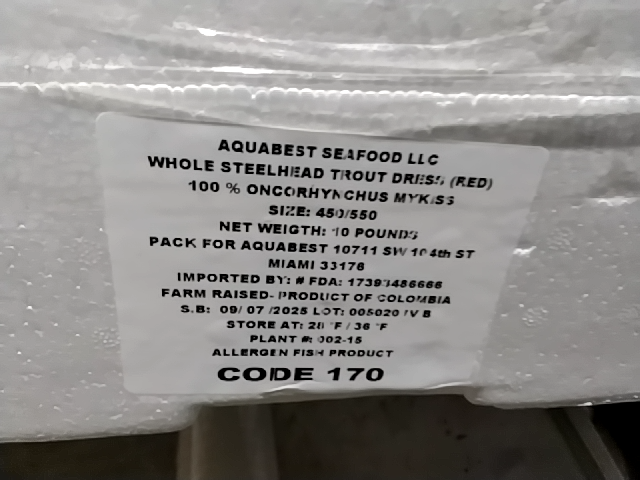 AQUABEST SEAFOOD LLC
WHOLE STEELHEAD TROUT DRESS (RED)
100 % ONCORHYNCHUS MYKISS
SIZE: 450/550
NET WEIGTH: 10 POUNDS
PACK FOR AQUABEST 10711 SW 104th ST
MIAMI 33176
IMPORTED BY: # FDA: 17393486666
FARM RAISED- PRODUCT OF COLOMBIA
S.B: 09/ 07 /2025 LOT: 005020 IV B
STORE AT: 28 °F / 36 °F
PLANT #: 002-15
ALLERGEN FISH PRODUCT
CODE 170